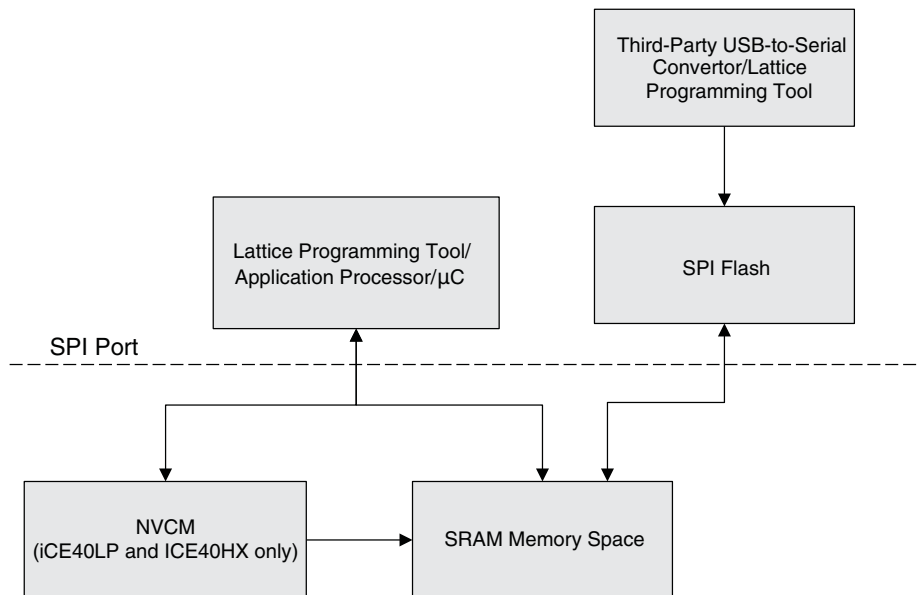 Third-Party USB-to-Serial
Convertor/Lattice
Programming Tool
Lattice Programming Tool/
Application Processor/µC
SPI Flash
SPI Port
NVCM
(iCE40LP and ICE40HX only)
SRAM Memory Space